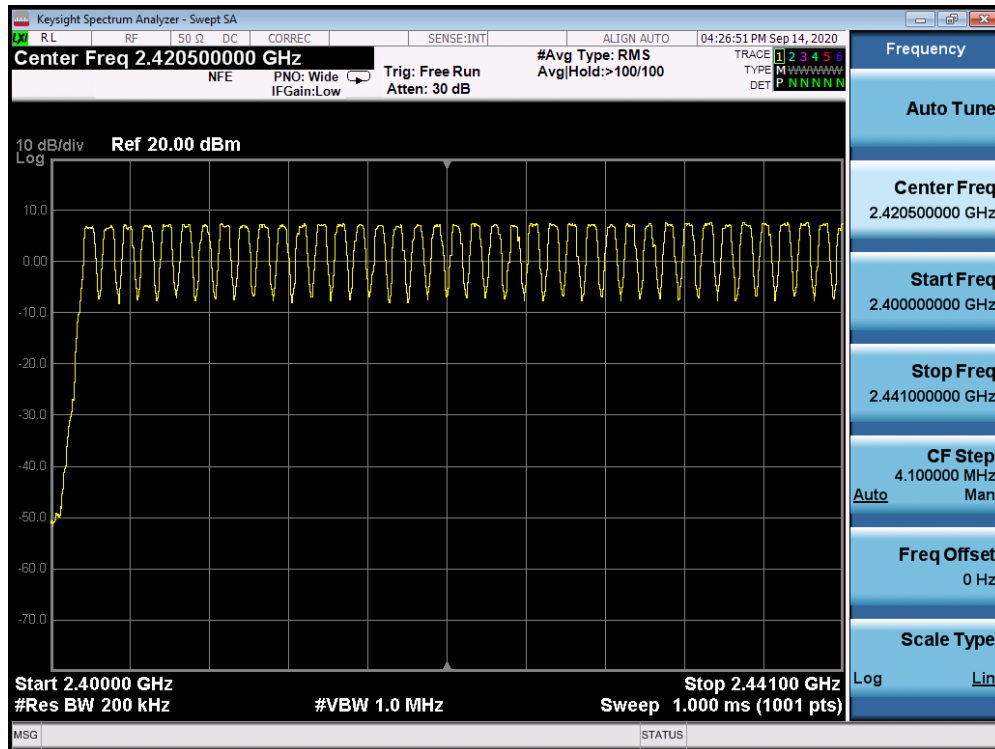 Keysight Spectrum Analyzer - Swept SA
LXI RL RF 50 Ω DC CORREC SENSE:INT ALIGN AUTO 04:26:51 PM Sep 14, 2020
Center Freq 2.420500000 GHz
NFE PNO: Wide IFGain:Low
Trig: Free Run
Atten: 30 dB
#Avg Type: RMS
Avg|Hold:>100/100
TRACE 1 2 3 4 5 6
TYPE M WWWWW
DET P N N N N N
10 dB/div Ref 20.00 dBm
Log
10.0
0.00
-10.0
-20.0
-30.0
-40.0
-50.0
-60.0
-70.0
Start 2.40000 GHz Stop 2.44100 GHz
#Res BW 200 kHz #VBW 1.0 MHz Sweep 1.000 ms (1001 pts)
MSG STATUS
Frequency
Auto Tune
Center Freq
2.420500000 GHz
Start Freq
2.400000000 GHz
Stop Freq
2.441000000 GHz
CF Step
4.100000 MHz
Auto Man
Freq Offset
0 Hz
Scale Type
Log Lin